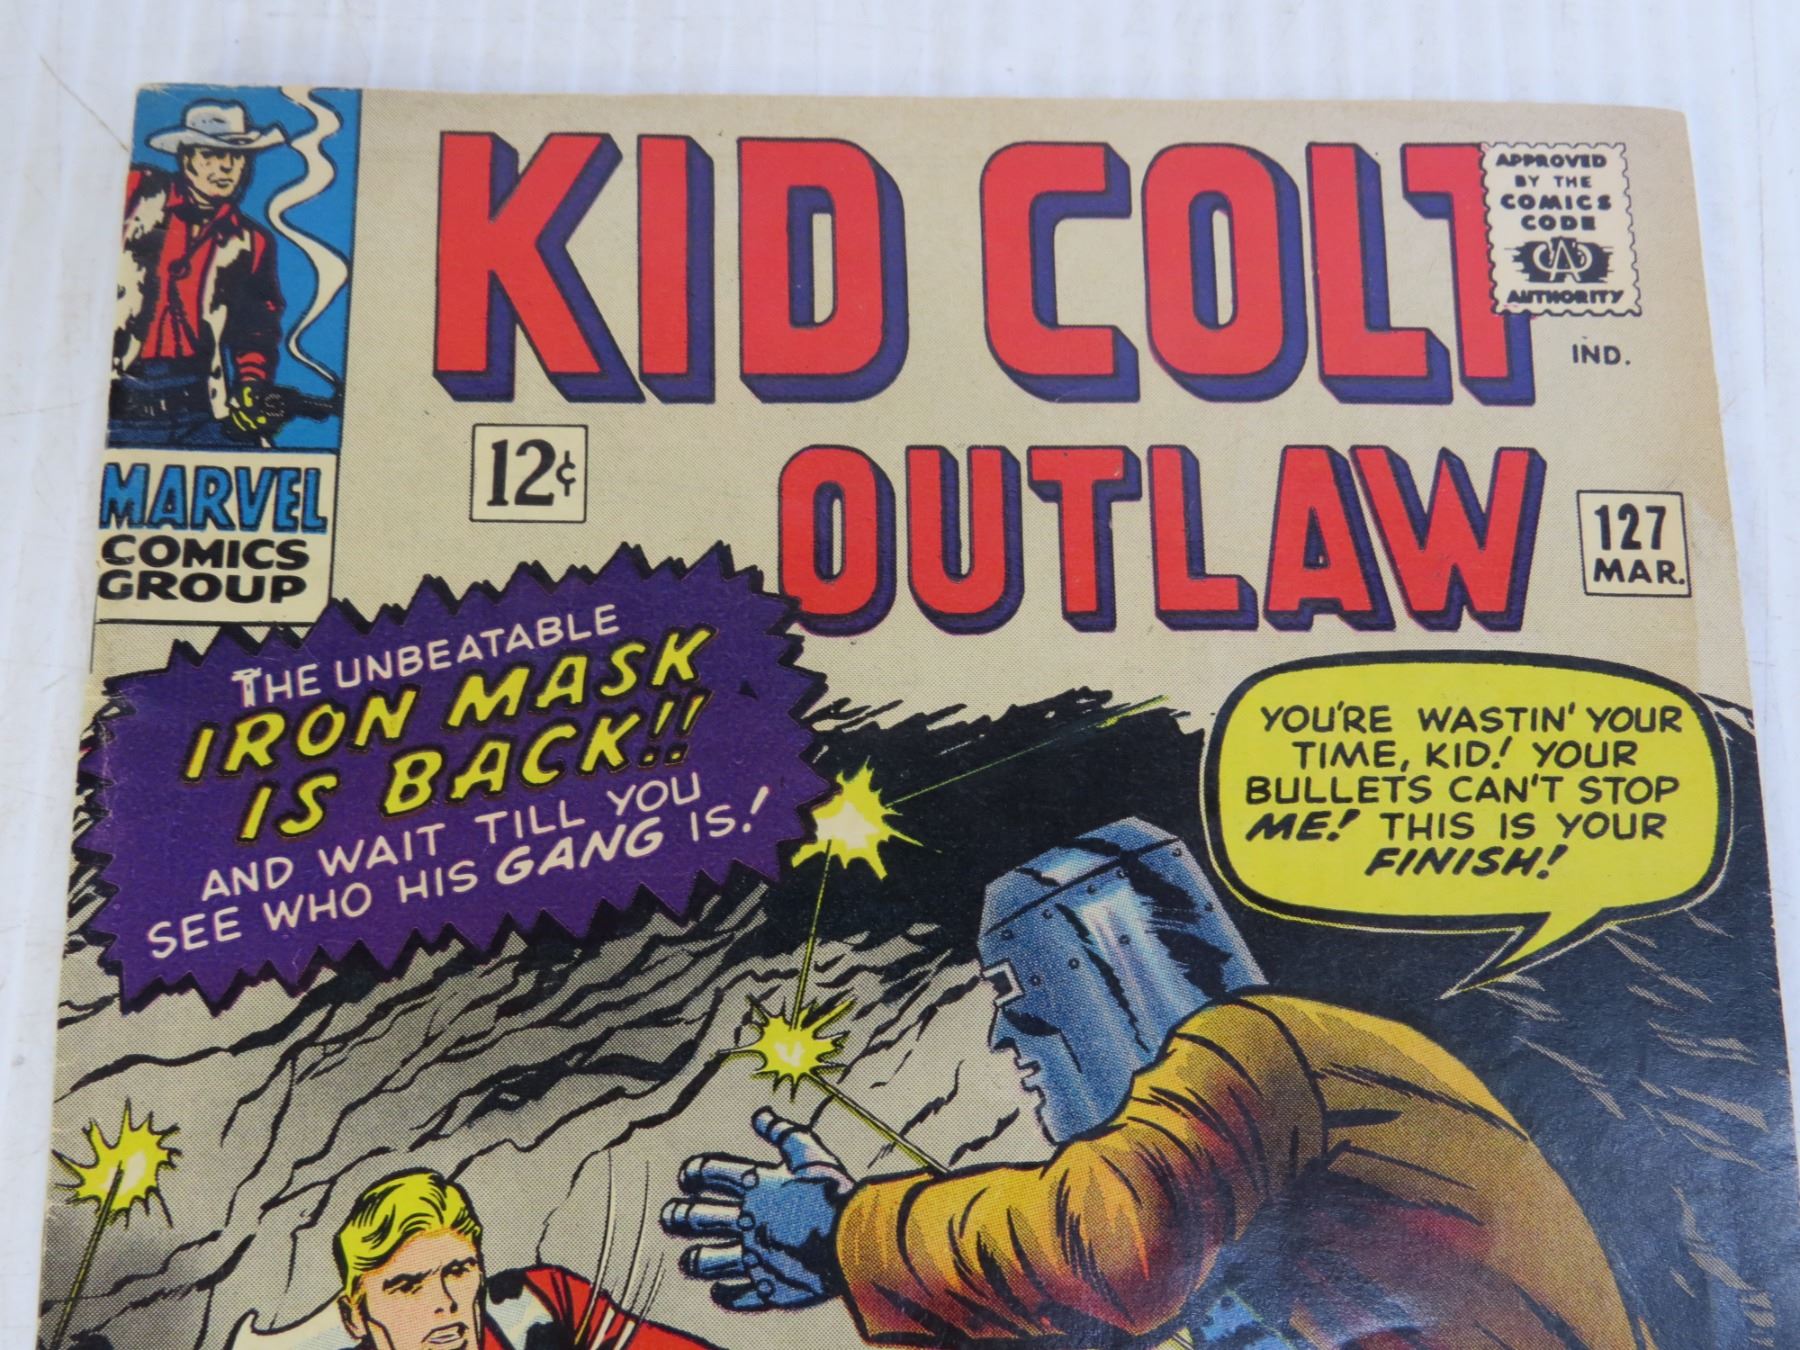 KID COLT
OUTLAW
APPROVED
BY THE
COMICS
CODE
CA
AUTHORITY
IND.
12¢
127
MAR.
MARVEL
COMICS
GROUP
THE UNBEATABLE
IRON MASK
IS BACK!!
AND WAIT TILL YOU
SEE WHO HIS GANG IS!
YOU'RE WASTIN' YOUR
TIME, KID! YOUR
BULLETS CAN'T STOP
ME! THIS IS YOUR
FINISH!